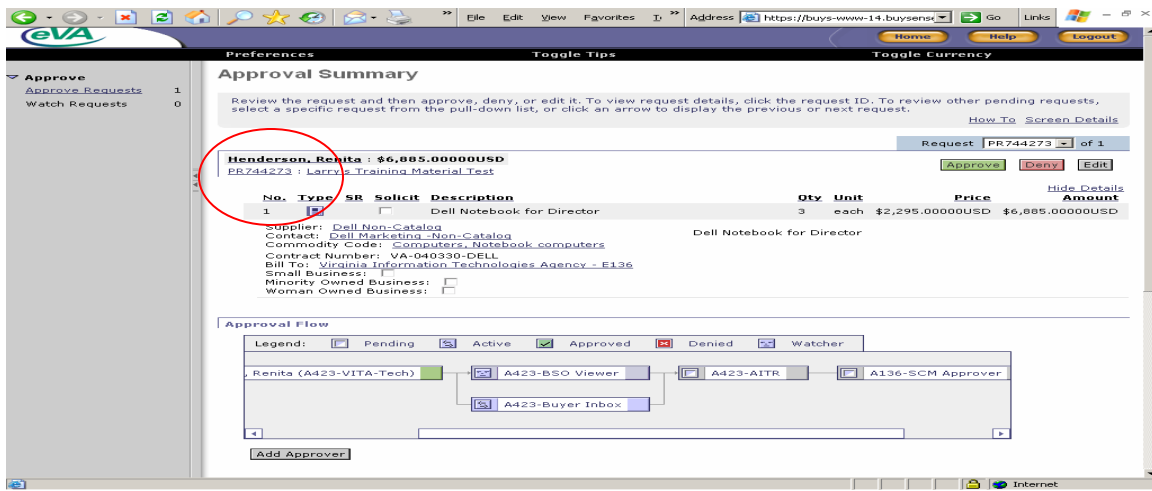 File Edit View Favorites Address https://buys-www-14.buysens Go Links
eVA Home Help Logout
Preferences Toggle Tips Toggle Currency
Approve
Approve Requests 1
Watch Requests 0
Approval Summary
Review the request and then approve, deny, or edit it. To view request details, click the request ID. To review other pending requests,
select a specific request from the pull-down list, or click an arrow to display the previous or next request.
How To Screen Details
Request PR744273 of 1
Henderson, Renita : $6,885.00000USD
PR744273 : Larry's Training Material Test
Approve Deny Edit
Hide Details
No. Type SR Solicit Description Qty Unit Price Amount
1 Dell Notebook for Director 3 each $2,295.00000USD $6,885.00000USD
Supplier: Dell Non-Catalog
Contact: Dell Marketing -Non-Catalog
Commodity Code: Computers, Notebook computers
Contract Number: VA-040330-DELL
Bill To: Virginia Information Technologies Agency - E136
Small Business:
Minority Owned Business:
Woman Owned Business:
Dell Notebook for Director
Approval Flow
Legend: Pending Active Approved Denied Watcher
, Renita (A423-VITA-Tech) A423-BSO Viewer A423-AITR A136-SCM Approver
A423-Buyer Inbox
Add Approver
Internet